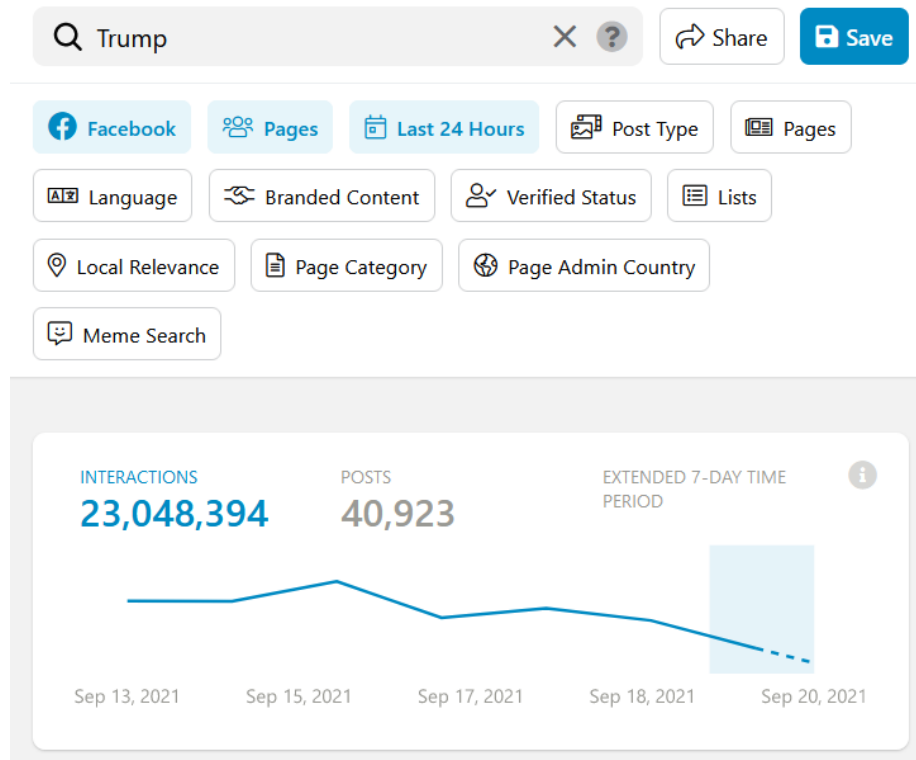 Trump
Share
Save
Facebook
Pages
Last 24 Hours
Post Type
Pages
Language
Branded Content
Verified Status
Lists
Local Relevance
Page Category
Page Admin Country
Meme Search
INTERACTIONS
23,048,394
POSTS
40,923
EXTENDED 7-DAY TIME
PERIOD
Sep 13, 2021
Sep 15, 2021
Sep 17, 2021
Sep 18, 2021
Sep 20, 2021